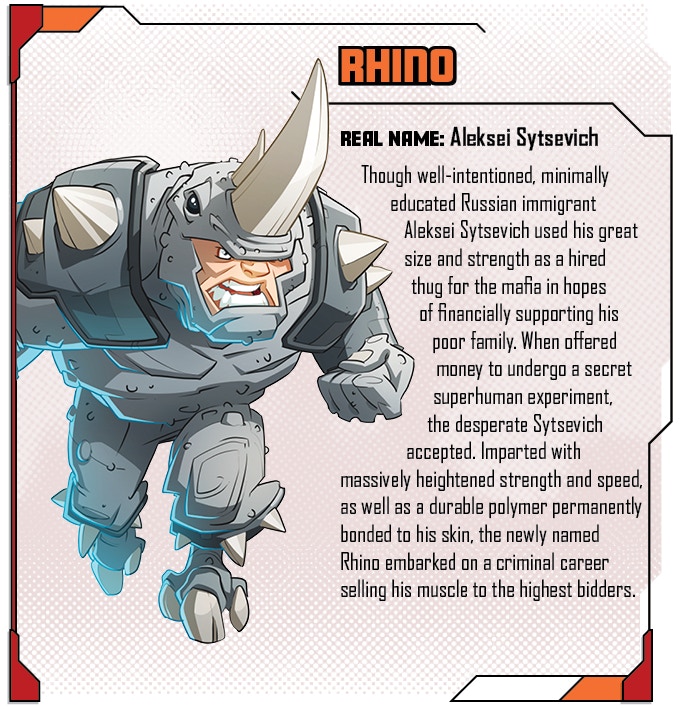 RHINO
REAL NAME: Aleksei Sytsevich
Though well-intentioned, minimally
educated Russian immigrant
Aleksei Sytsevich used his great
size and strength as a hired
thug for the mafia in hopes
of financially supporting his
poor family. When offered
money to undergo a secret
superhuman experiment,
the desperate Sytsevich
accepted. Imparted with
massively heightened strength and speed,
as well as a durable polymer permanently
bonded to his skin, the newly named
Rhino embarked on a criminal career
selling his muscle to the highest bidders.